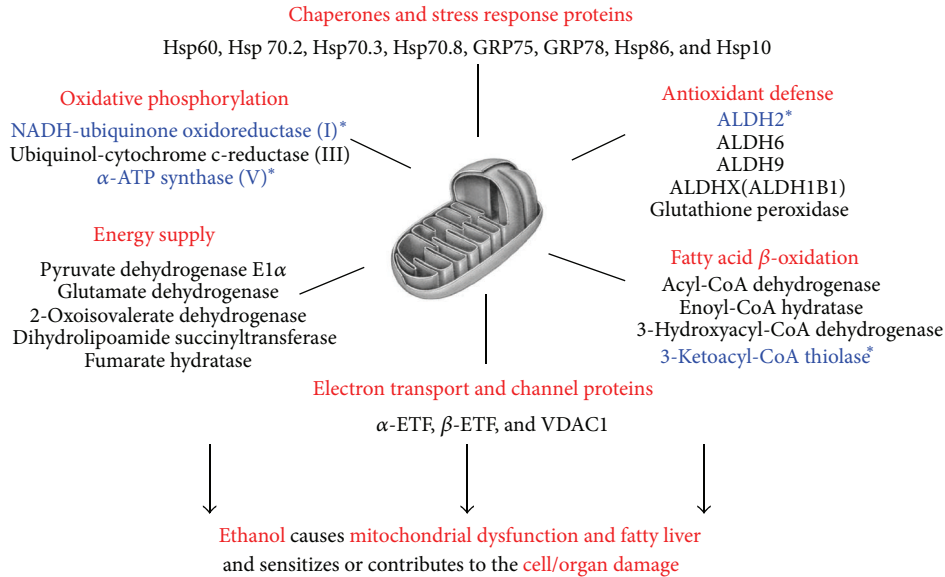 Chaperones and stress response proteins
Hsp60, Hsp 70.2, Hsp70.3, Hsp70.8, GRP75, GRP78, Hsp86, and Hsp10
Oxidative phosphorylation
NADH-ubiquinone oxidoreductase (I)*
Ubiquinol-cytochrome c-reductase (III)
α-ATP synthase (V)*
Antioxidant defense
ALDH2*
ALDH6
ALDH9
ALDHX(ALDH1B1)
Glutathione peroxidase
Energy supply
Pyruvate dehydrogenase E1α
Glutamate dehydrogenase
2-Oxoisovalerate dehydrogenase
Dihydrolipoamide succinyltransferase
Fumarate hydratase
Fatty acid β-oxidation
Acyl-CoA dehydrogenase
Enoyl-CoA hydratase
3-Hydroxyacyl-CoA dehydrogenase
3-Ketoacyl-CoA thiolase*
Electron transport and channel proteins
α-ETF, β-ETF, and VDAC1
Ethanol causes mitochondrial dysfunction and fatty liver
and sensitizes or contributes to the cell/organ damage